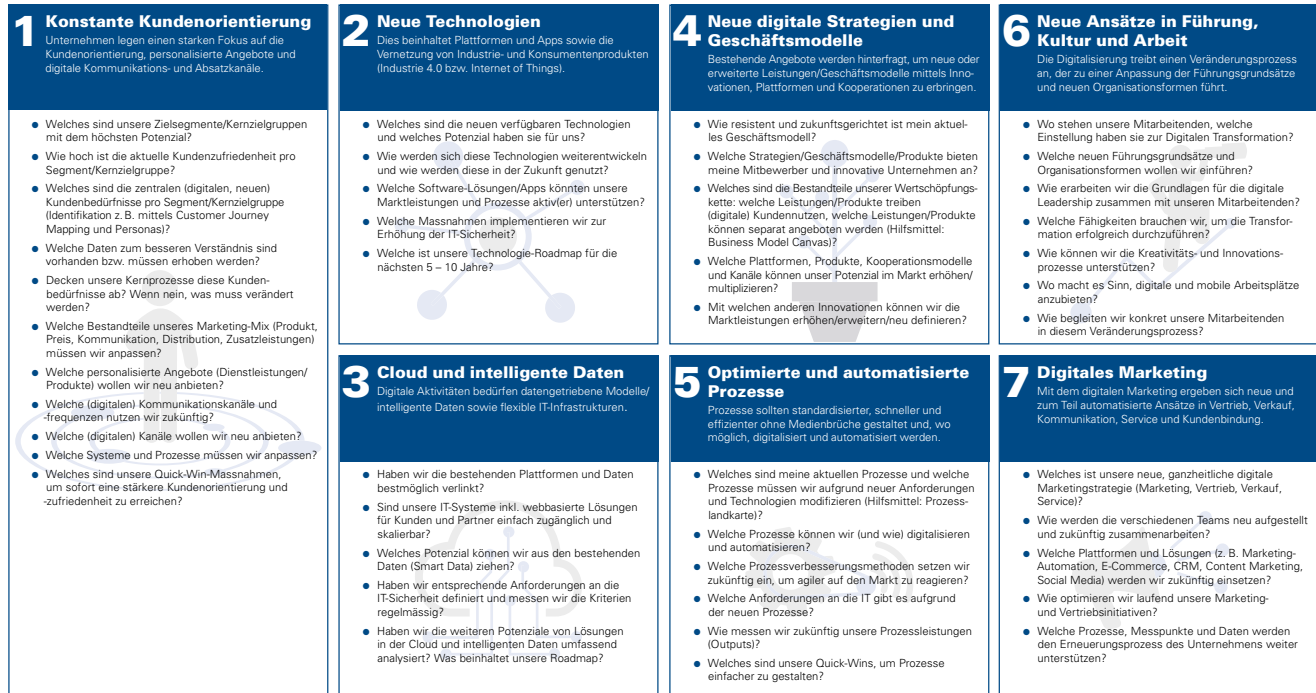 1 Konstante Kundenorientierung
Unternehmen legen einen starken Fokus auf die
Kundenorientierung, personalisierte Angebote und
digitale Kommunikations- und Absatzkanäle.
● Welches sind unsere Zielsegmente/Kernzielgruppen
mit dem höchsten Potenzial?
● Wie hoch ist die aktuelle Kundenzufriedenheit pro
Segment/Kernzielgruppe?
● Welches sind die zentralen (digitalen, neuen)
Kundenbedürfnisse pro Segment/Kernzielgruppe
(Identifikation z. B. mittels Customer Journey
Mapping und Personas)?
● Welche Daten zum besseren Verständnis sind
vorhanden bzw. müssen erhoben werden?
● Decken unsere Kernprozesse diese Kunden-
bedürfnisse ab? Wenn nein, was muss verändert
werden?
● Welche Bestandteile unseres Marketing-Mix (Produkt,
Preis, Kommunikation, Distribution, Zusatzleistungen)
müssen wir anpassen?
● Welche personalisierte Angebote (Dienstleistungen/
Produkte) wollen wir neu anbieten?
● Welche (digitalen) Kommunikationskanäle und
-frequenzen nutzen wir zukünftig?
● Welche (digitalen) Kanäle wollen wir neu anbieten?
● Welche Systeme und Prozesse müssen wir anpassen?
● Welches sind unsere Quick-Win-Massnahmen,
um sofort eine stärkere Kundenorientierung und
-zufriedenheit zu erreichen?
2 Neue Technologien
Dies beinhaltet Plattformen und Apps sowie die
Vernetzung von Industrie- und Konsumentenprodukten
(Industrie 4.0 bzw. Internet of Things).
● Welches sind die neuen verfügbaren Technologien
und welches Potenzial haben sie für uns?
● Wie werden sich diese Technologien weiterentwickeln
und wie werden diese in der Zukunft genutzt?
● Welche Software-Lösungen/Apps könnten unsere
Marktleistungen und Prozesse aktiv(er) unterstützen?
● Welche Massnahmen implementieren wir zur
Erhöhung der IT-Sicherheit?
● Welche ist unsere Technologie-Roadmap für die
nächsten 5 – 10 Jahre?
3 Cloud und intelligente Daten
Digitale Aktivitäten bedürfen datengetriebene Modelle/
intelligente Daten sowie flexible IT-Infrastrukturen.
● Haben wir die bestehenden Plattformen und Daten
bestmöglich verlinkt?
● Sind unsere IT-Systeme inkl. webbasierte Lösungen
für Kunden und Partner einfach zugänglich und
skalierbar?
● Welches Potenzial können wir aus den bestehenden
Daten (Smart Data) ziehen?
● Haben wir entsprechende Anforderungen an die
IT-Sicherheit definiert und messen wir die Kriterien
regelmässig?
● Haben wir die weiteren Potenziale von Lösungen
in der Cloud und intelligenten Daten umfassend
analysiert? Was beinhaltet unsere Roadmap?
4 Neue digitale Strategien und
Geschäftsmodelle
Bestehende Angebote werden hinterfragt, um neue oder
erweiterte Leistungen/Geschäftsmodelle mittels Inno-
vationen, Plattformen und Kooperationen zu erbringen.
● Wie resistent und zukunftsgerichtet ist mein aktuel-
les Geschäftsmodell?
● Welche Strategien/Geschäftsmodelle/Produkte bieten
meine Mitbewerber und innovative Unternehmen an?
● Welches sind die Bestandteile unserer Wertschöpfungs-
kette: welche Leistungen/Produkte treiben
(digitale) Kundennutzen, welche Leistungen/Produkte
können separat angeboten werden (Hilfsmittel:
Business Model Canvas)?
● Welche Plattformen, Produkte, Kooperationsmodelle
und Kanäle können unser Potenzial im Markt erhöhen/
multiplizieren?
● Mit welchen anderen Innovationen können wir die
Marktleistungen erhöhen/erweitern/neu definieren?
5 Optimierte und automatisierte
Prozesse
Prozesse sollten standardisierter, schneller und
effizienter ohne Medienbrüche gestaltet und, wo
möglich, digitalisiert und automatisiert werden.
● Welches sind meine aktuellen Prozesse und welche
Prozesse müssen wir aufgrund neuer Anforderungen
und Technologien modifizieren (Hilfsmittel: Prozess-
landkarte)?
● Welche Prozesse können wir (und wie) digitalisieren
und automatisieren?
● Welche Prozessverbesserungsmethoden setzen wir
zukünftig ein, um agiler auf den Markt zu reagieren?
● Welche Anforderungen an die IT gibt es aufgrund
der neuen Prozesse?
● Wie messen wir zukünftig unsere Prozessleistungen
(Outputs)?
● Welches sind unsere Quick-Wins, um Prozesse
einfacher zu gestalten?
6 Neue Ansätze in Führung,
Kultur und Arbeit
Die Digitalisierung treibt einen Veränderungsprozess
an, der zu einer Anpassung der Führungsgrundsätze
und neuen Organisationsformen führt.
● Wo stehen unsere Mitarbeitenden, welche
Einstellung haben sie zur Digitalen Transformation?
● Welche neuen Führungsgrundsätze und
Organisationsformen wollen wir einführen?
● Wie erarbeiten wir die Grundlagen für die digitale
Leadership zusammen mit unseren Mitarbeitenden?
● Welche Fähigkeiten brauchen wir, um die Transfor-
mation erfolgreich durchzuführen?
● Wie können wir die Kreativitäts- und Innovations-
prozesse unterstützen?
● Wo macht es Sinn, digitale und mobile Arbeitsplätze
anzubieten?
● Wie begleiten wir konkret unsere Mitarbeitenden
in diesem Veränderungsprozess?
7 Digitales Marketing
Mit dem digitalen Marketing ergeben sich neue und
zum Teil automatisierte Ansätze in Vertrieb, Verkauf,
Kommunikation, Service und Kundenbindung.
● Welches ist unsere neue, ganzheitliche digitale
Marketingstrategie (Marketing, Vertrieb, Verkauf,
Service)?
● Wie werden die verschiedenen Teams neu aufgestellt
und zukünftig zusammenarbeiten?
● Welche Plattformen und Lösungen (z. B. Marketing-
Automation, E-Commerce, CRM, Content Marketing,
Social Media) werden wir zukünftig einsetzen?
● Wie optimieren wir laufend unsere Marketing-
und Vertriebsinitiativen?
● Welche Prozesse, Messpunkte und Daten werden
den Erneuerungsprozess des Unternehmens weiter
unterstützen?